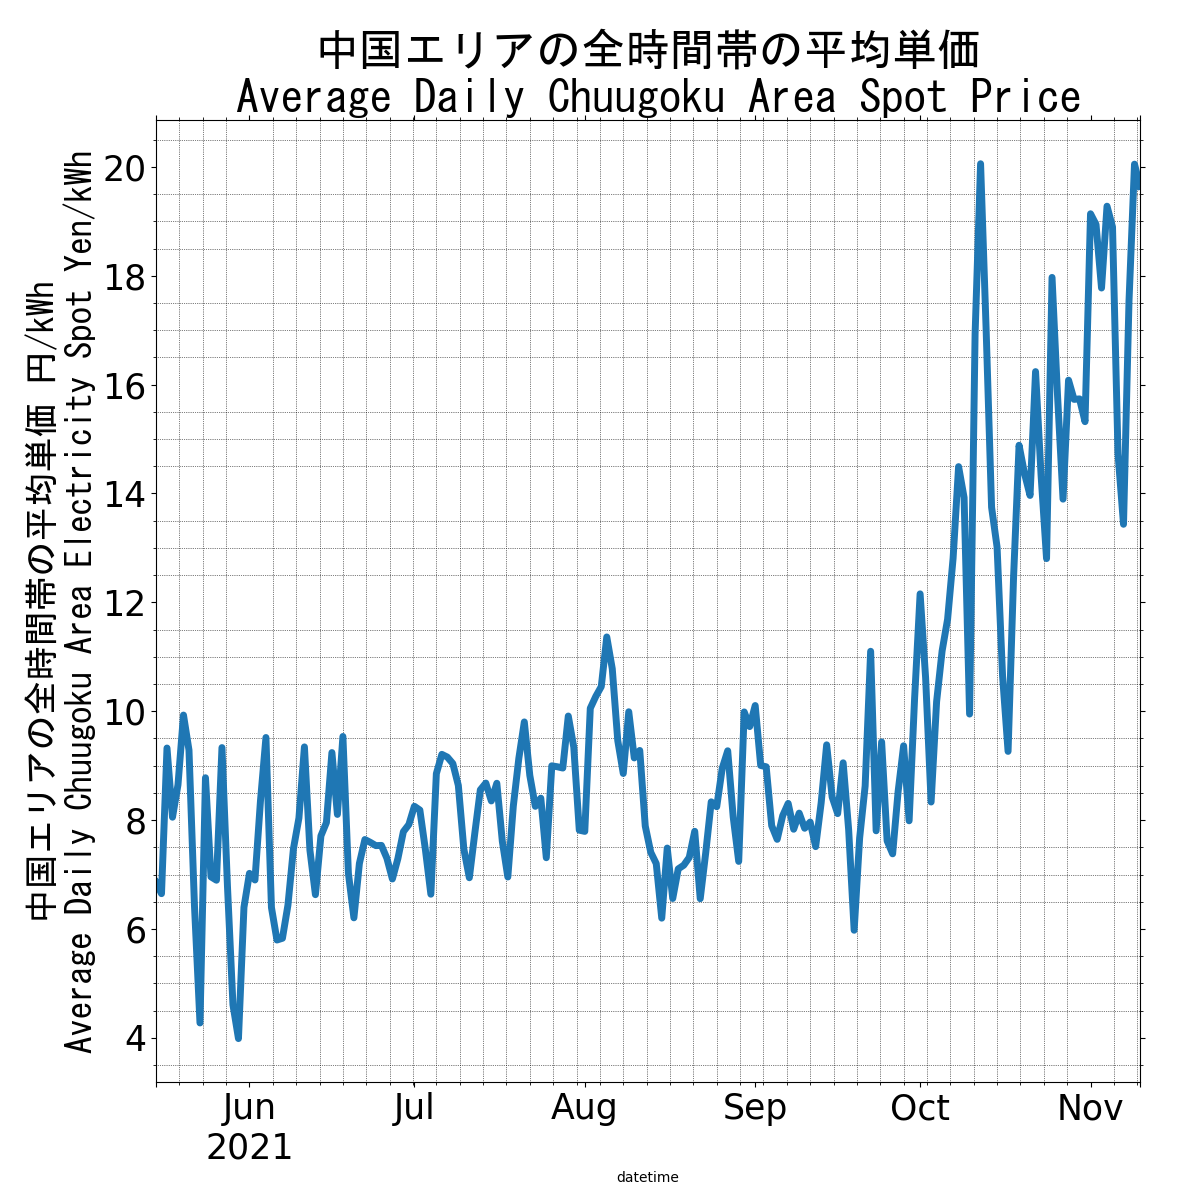 中国エリアの全時間帯の平均単価
Average Daily Chuugoku Area Spot Price
中国エリアの全時間帯の平均単価 円/kWh
Average Daily Chuugoku Area Electricity Spot Yen/kWh
20
18
16
14
12
10
8
6
4
Jun
2021
Jul
Aug
Sep
Oct
Nov
datetime